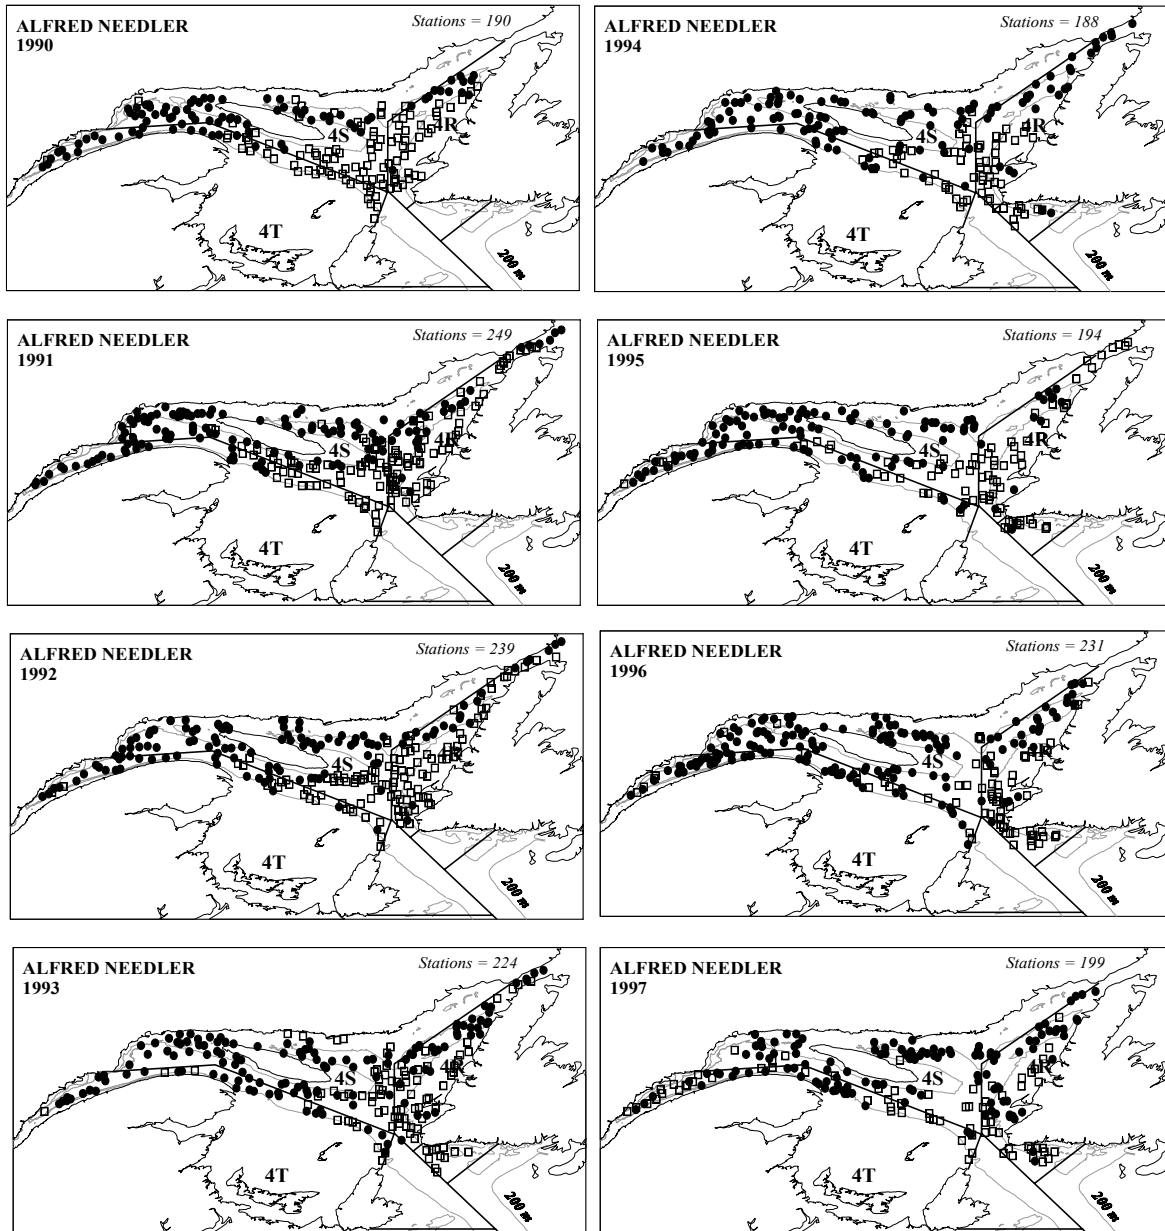 ALFRED NEEDLER
1990
Stations = 190
4S
4R
4T
200 m
ALFRED NEEDLER
1994
Stations = 188
4S
4R
4T
200 m
ALFRED NEEDLER
1991
Stations = 249
4S
4R
4T
200 m
ALFRED NEEDLER
1995
Stations = 194
4S
4R
4T
200 m
ALFRED NEEDLER
1992
Stations = 239
4S
4R
4T
200 m
ALFRED NEEDLER
1996
Stations = 231
4S
4R
4T
200 m
ALFRED NEEDLER
1993
Stations = 224
4S
4R
4T
200 m
ALFRED NEEDLER
1997
Stations = 199
4S
4R
4T
200 m